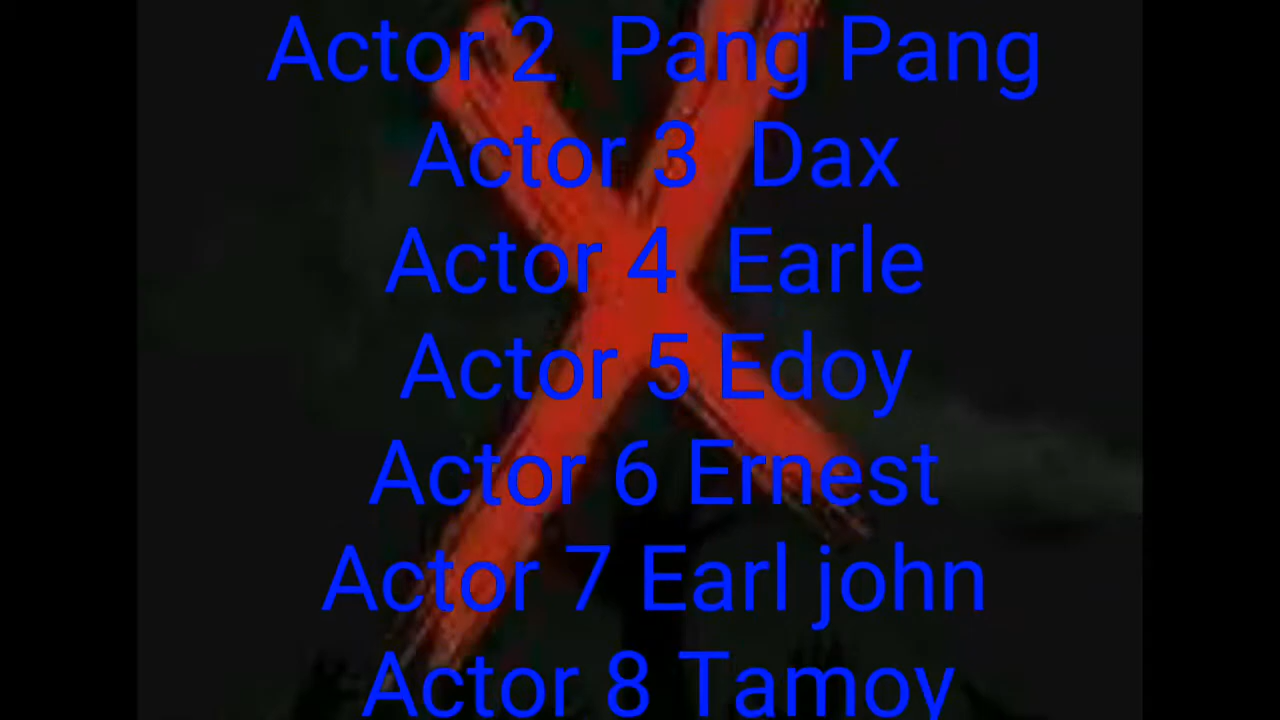 Actor 2 Pang Pang
Actor 3 Dax
Actor 4 Earle
Actor 5 Edoy
Actor 6 Ernest
Actor 7 Earl john
Actor 8 Tamoy